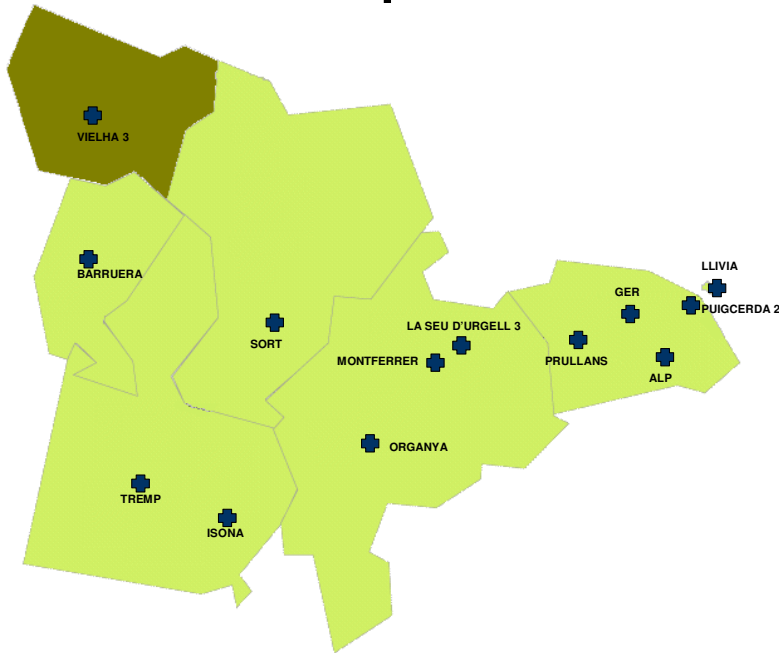 VIELHA 3
LLIVIA
BARRUERA
GER
PUIGCERDA 2
LA SEU D'URGELL 3
SORT
MONTFERRER
PRULLANS
ALP
ORGANYA
TREMP
ISONA